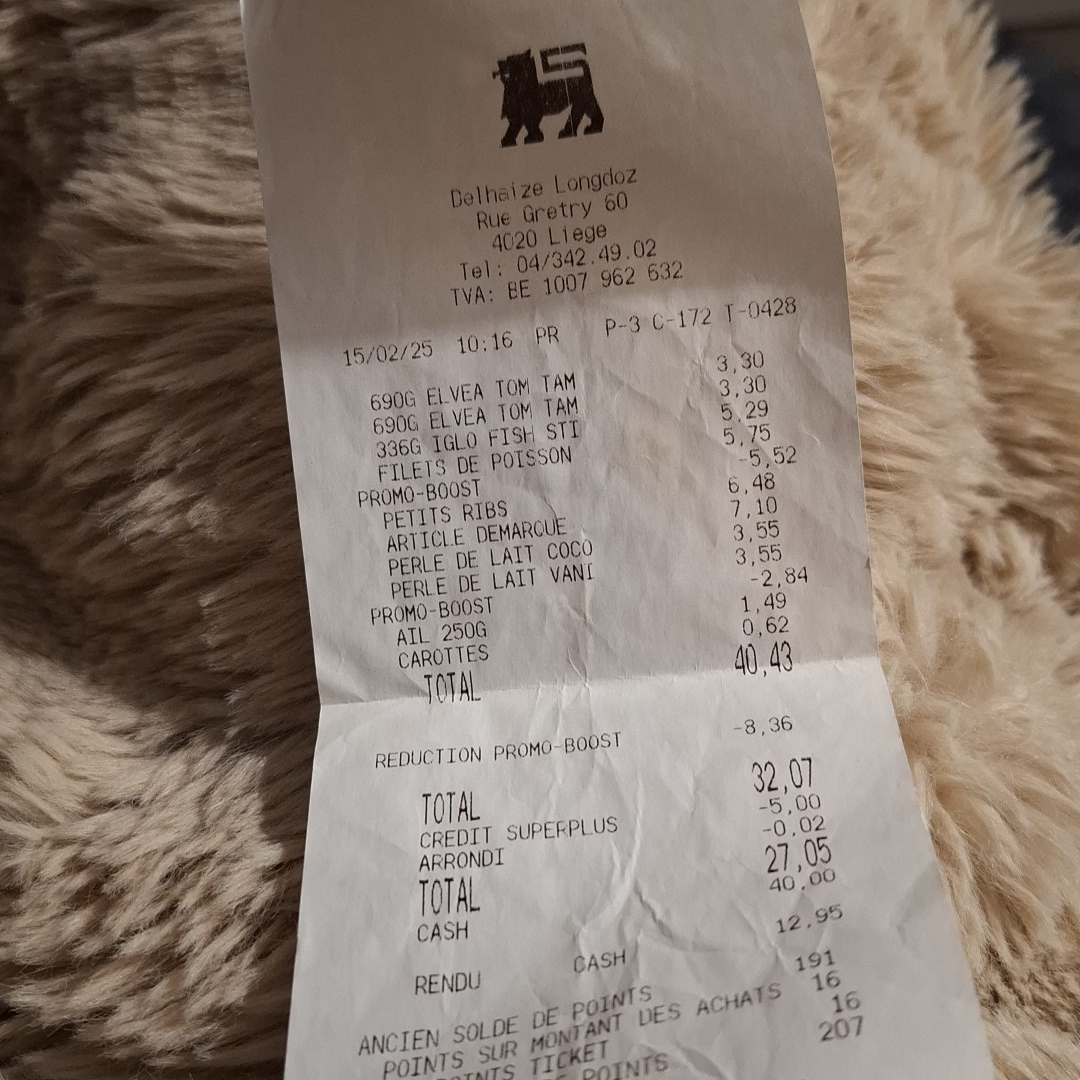 Delhaize Longdoz
Rue Gretry 60
4020 Liege
Tel: 04/342.49.02
TVA: BE 1007 962 632
15/02/25 10:16 PR P-3 C-172 T-0428
690G ELVEA TOM TAM 3,30
690G ELVEA TOM TAM 3,30
336G IGLO FISH STI 5,29
FILETS DE POISSON 5,75
PROMO-BOOST -5,52
PETITS RIBS 6,48
ARTICLE DEMARQUE 7,10
PERLE DE LAIT COCO 3,55
PERLE DE LAIT VANI 3,55
PROMO-BOOST -2,84
AIL 250G 1,49
CAROTTES 0,62
TOTAL 40,43
REDUCTION PROMO-BOOST -8,36
TOTAL 32,07
CREDIT SUPERPLUS -5,00
ARRONDI -0,02
TOTAL 27,05
CASH 40,00
RENDU CASH 12,95
ANCIEN SOLDE DE POINTS 191
POINTS SUR MONTANT DES ACHATS 16
TICKET 16
POINTS 207